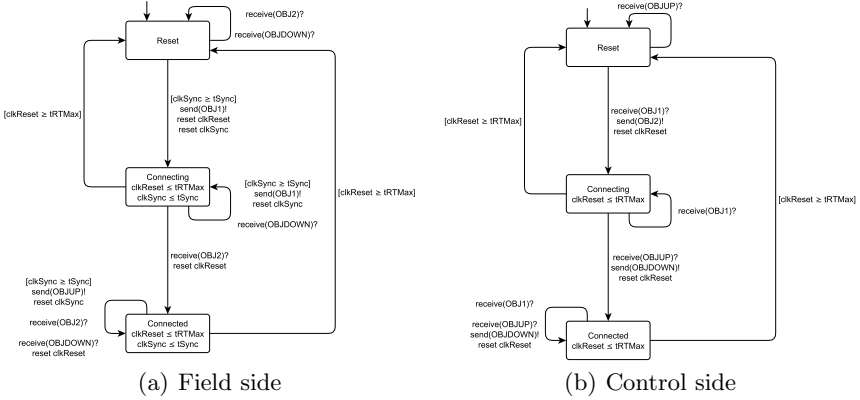 receive(OBJ2)?
receive(OBJDOWN)?
Reset
[clkSync ≥ tSync]
send(OBJ1)!
reset clkReset
reset clkSync
[clkReset ≥ tRTMax]
Connecting
clkReset ≤ tRTMax
clkSync ≤ tSync
[clkSync ≥ tSync]
send(OBJ1)!
reset clkSync
receive(OBJDOWN)?
[clkReset ≥ tRTMax]
receive(OBJ2)?
reset clkReset
[clkSync ≥ tSync]
send(OBJUP)!
reset clkSync
receive(OBJ2)?
receive(OBJDOWN)?
reset clkReset
Connected
clkReset ≤ tRTMax
clkSync ≤ tSync
(a) Field side
receive(OBJUP)?
Reset
receive(OBJ1)?
send(OBJ2)!
reset clkReset
[clkReset ≥ tRTMax]
Connecting
clkReset ≤ tRTMax
receive(OBJ1)?
[clkReset ≥ tRTMax]
receive(OBJUP)?
send(OBJDOWN)!
reset clkReset
receive(OBJ1)?
receive(OBJUP)?
send(OBJDOWN)!
reset clkReset
Connected
clkReset ≤ tRTMax
(b) Control side